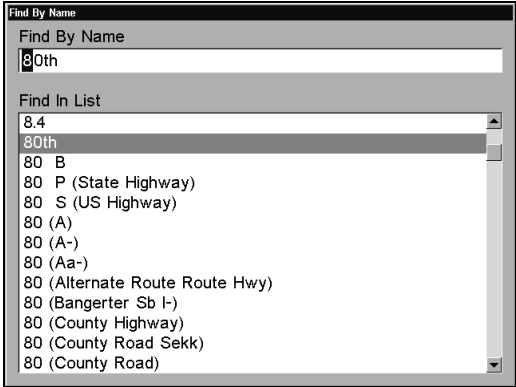 Find By Name
Find By Name
80th
Find In List
8.4
80th
80 B
80 P (State Highway)
80 S (US Highway)
80 (A)
80 (A-)
80 (Aa-)
80 (Alternate Route Route Hwy)
80 (Bangerter Sb I-)
80 (County Highway)
80 (County Road Sekk)
80 (County Road)